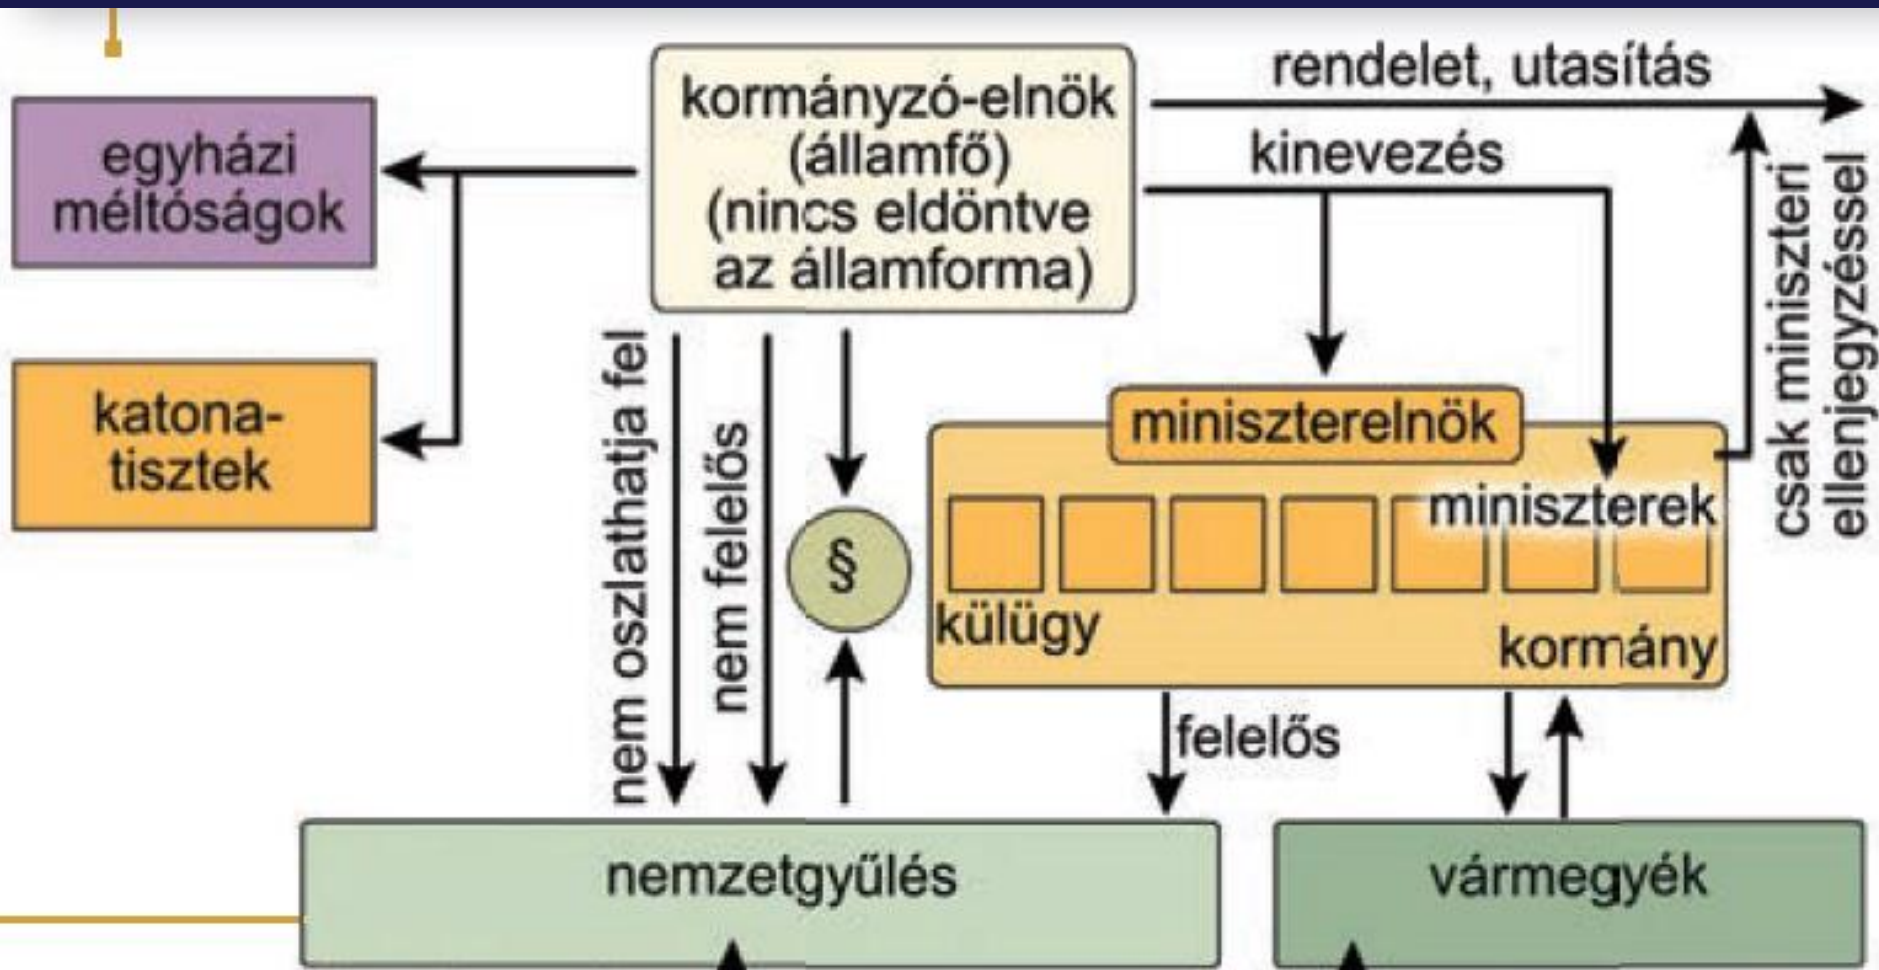 rendelet, utasítás
kormányzó-elnök
(államfő)
(nincs eldöntve
az államforma)
kinevezés
egyházi
méltóságok
katona-
tisztek
nem oszlathatja fel
nem felelős
§
miniszterelnök
miniszterek
külügy
kormány
csak miniszteri
ellenjegyzéssel
felelős
nemzetgyűlés
vármegyék